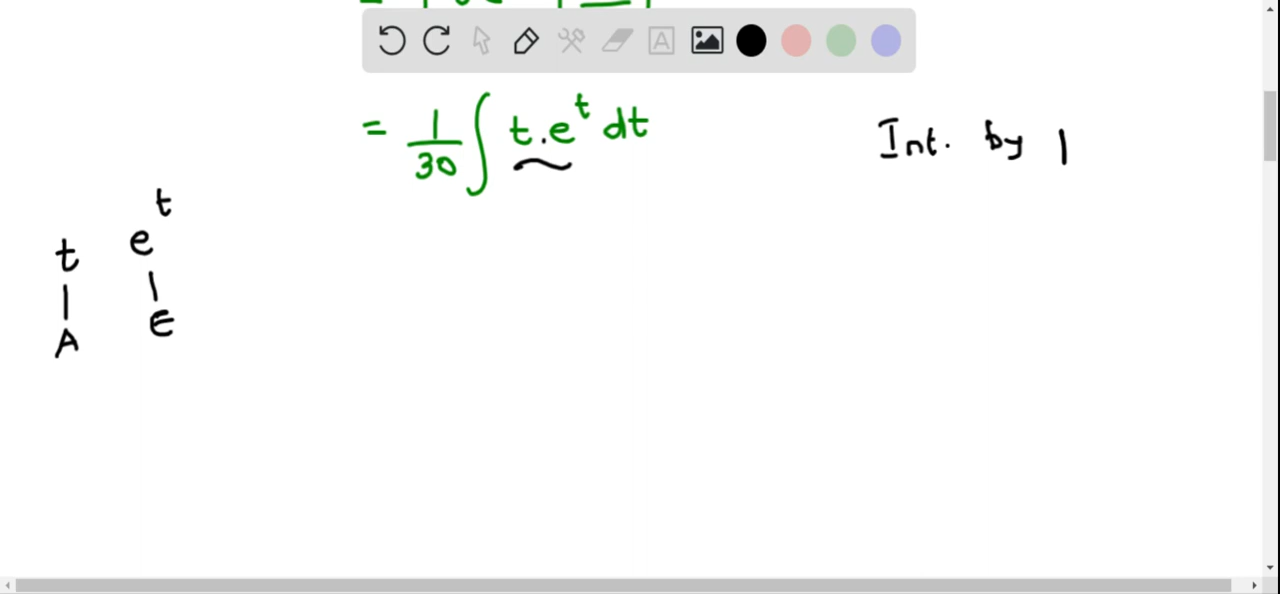 = 1/30 ∫ t.e^t dt
Int. by
t e^t
A E